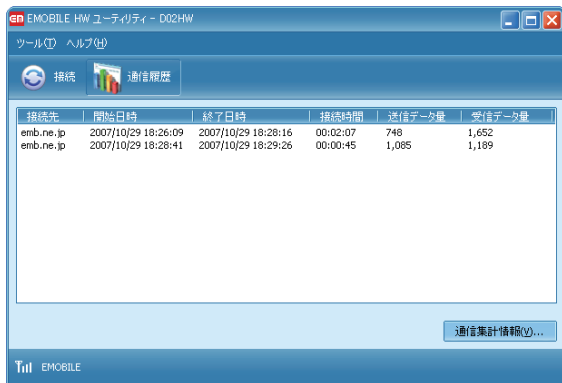 EMOBILE HW ユーティリティ - D02HW
ツール(T) ヘルプ(H)
接続 通信履歴
接続先 開始日時 終了日時 接続時間 送信データ量 受信データ量
emb.ne.jp 2007/10/29 18:26:09 2007/10/29 18:28:16 00:02:07 748 1,652
emb.ne.jp 2007/10/29 18:28:41 2007/10/29 18:29:26 00:00:45 1,085 1,189
通信集計情報(V)...
EMOBILE